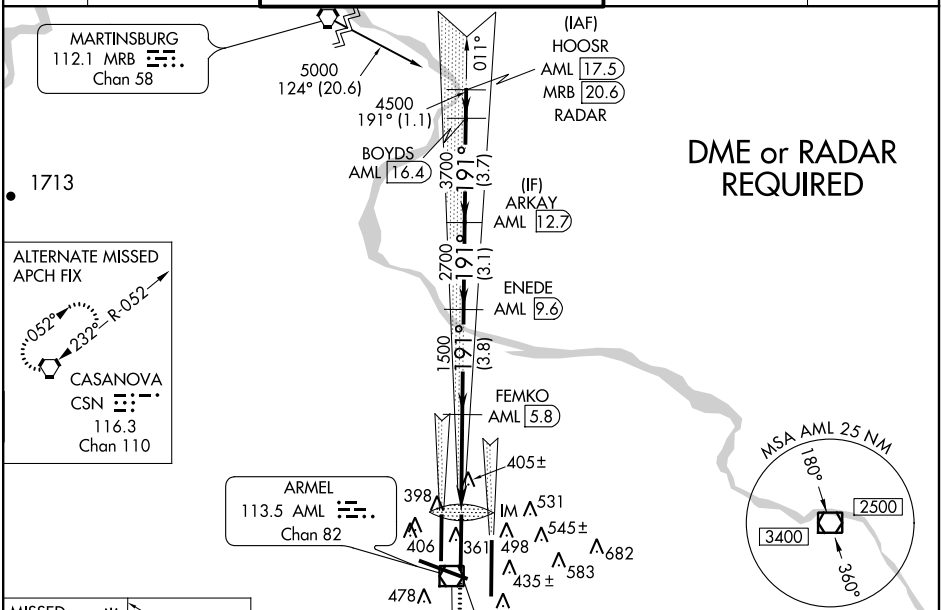 MARTINSBURG
112.1 MRB
Chan 58
5000
124° (20.6)
4500
191° (1.1)
011°
(IAF)
HOOSR
AML 17.5
MRB 20.6
RADAR
DME or RADAR
REQUIRED
BOYDS
AML 16.4
3700
191°
(3.7)
(IF)
ARKAY
AML 12.7
1713
2700
191°
(3.1)
ENEDE
AML 9.6
ALTERNATE MISSED
APCH FIX
052°
232°
R-052
CASANOVA
CSN
116.3
Chan 110
1500
191°
(3.8)
FEMKO
AML 5.8
405±
ARMEL
113.5 AML
Chan 82
398
IM
531
406
361
498
545±
682
583
435±
478
MSA AML 25 NM
180°
2500
3400
360°
MISSED